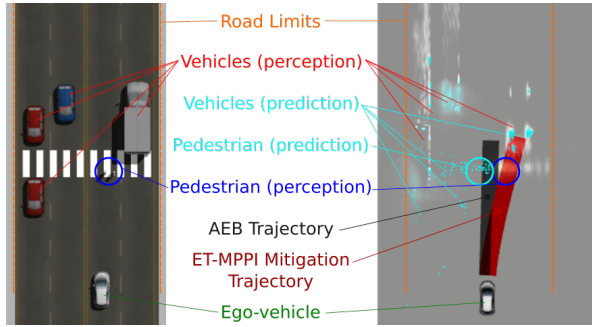 Road Limits
Vehicles (perception)
Vehicles (prediction)
Pedestrian (prediction)
Pedestrian (perception)
AEB Trajectory
ET-MPPI Mitigation
Trajectory
Ego-vehicle